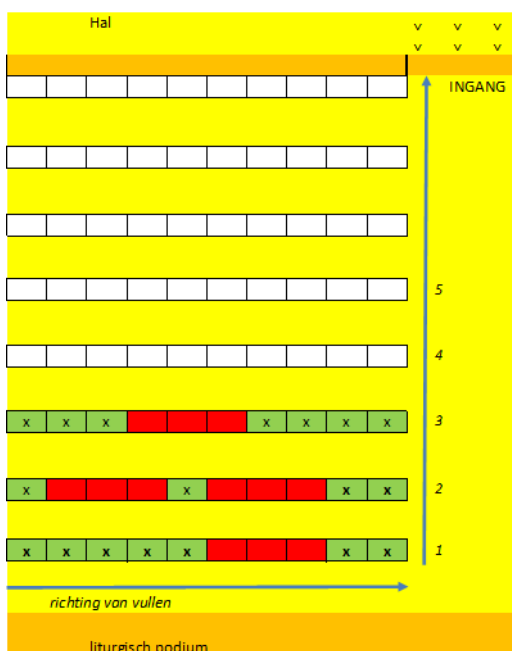 Hal v v v
v v v
INGANG
5
4
x x x x x x x 3
x x x x 2
x x x x x x x 1
richting van vullen
liturgisch podium